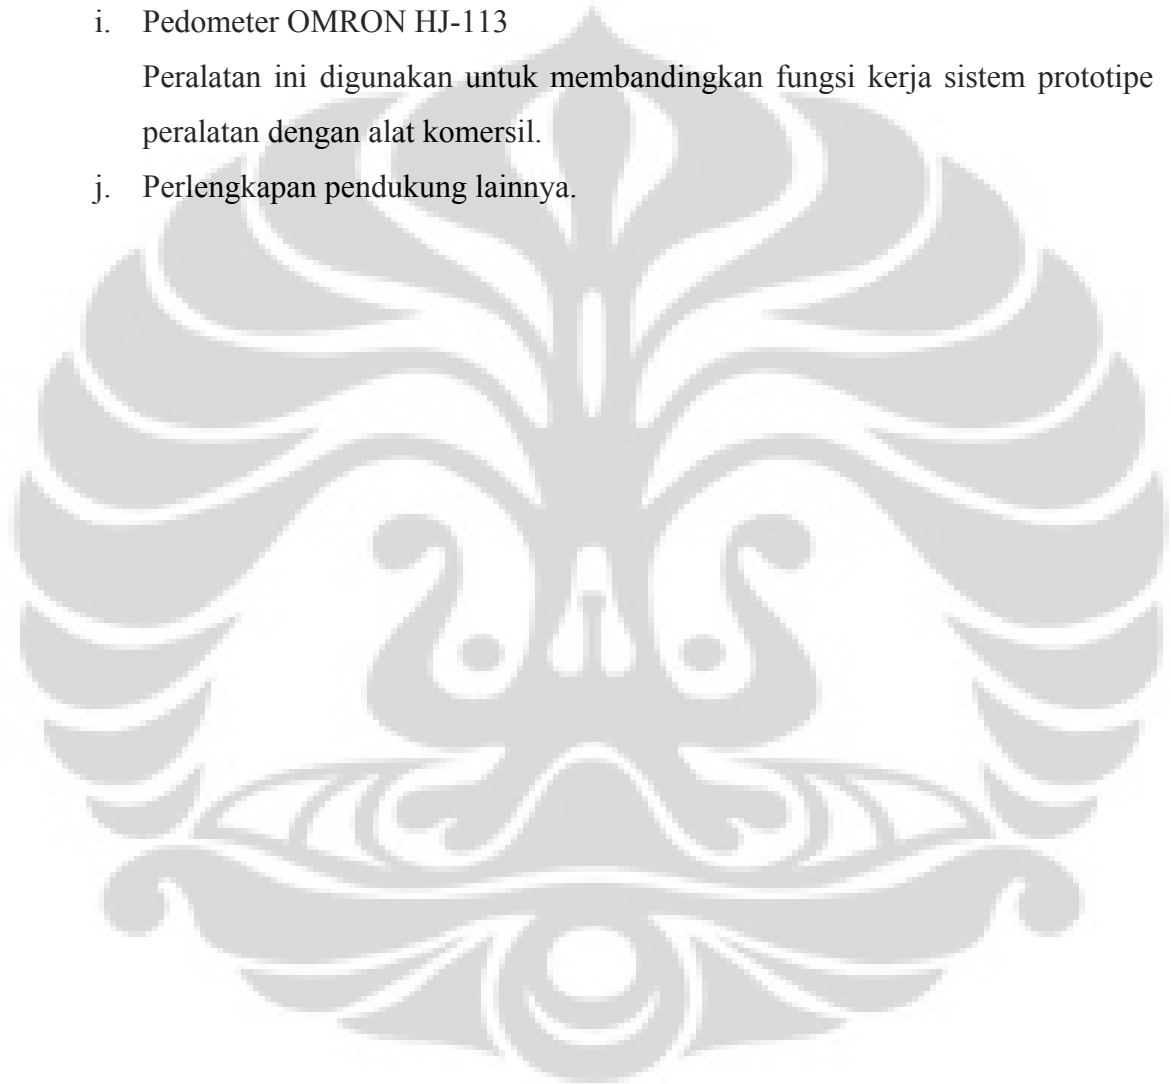 i. Pedometer OMRON HJ-113
Peralatan ini digunakan untuk membandingkan fungsi kerja sistem prototipe
peralatan dengan alat komersil.
j. Perlengkapan pendukung lainnya.